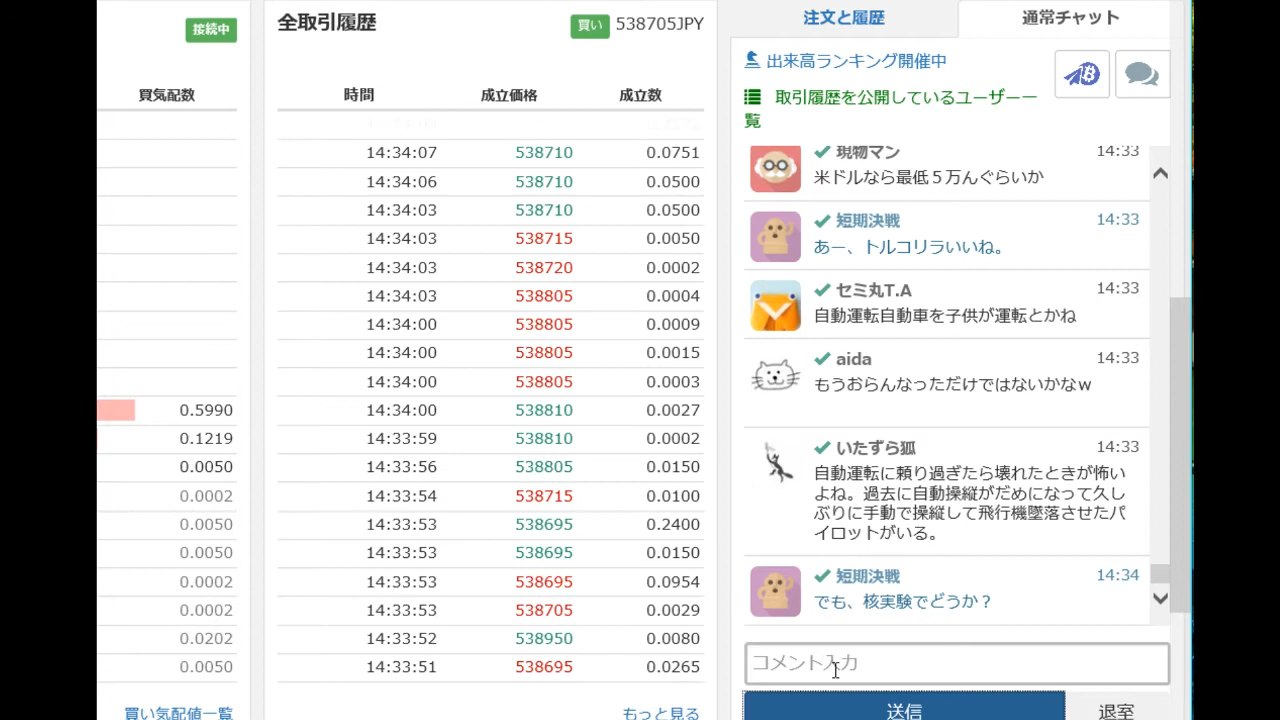 接続中
買気配数
0.5990
0.1219
0.0050
0.0002
0.0050
0.0050
0.0002
0.0002
0.0202
0.0050
買い気配値一覧
全取引履歴
買い 538705JPY
時間 成立価格 成立数
14:34:07 538710 0.0751
14:34:06 538710 0.0500
14:34:03 538710 0.0500
14:34:03 538715 0.0050
14:34:03 538720 0.0002
14:34:03 538805 0.0004
14:34:00 538805 0.0009
14:34:00 538805 0.0015
14:34:00 538805 0.0003
14:34:00 538810 0.0027
13:33:59 538810 0.0002
14:33:56 538805 0.0150
14:33:54 538715 0.0100
14:33:53 538695 0.2400
14:33:53 538695 0.0150
14:33:53 538695 0.0954
14:33:53 538705 0.0029
14:33:52 538950 0.0080
14:33:51 538695 0.0265
もっと見る
注文と履歴 通常チャット
出来高ランキング開催中
取引履歴を公開しているユーザー一
覧
現物マン 14:33
米ドルなら最低５万んぐらいか
短期決戦 14:33
あー、トルコリラいいね。
セミ丸T.A 14:33
自動運転自動車を子供が運転とかね
aida 14:33
もうおらんなっただけではないかなｗ
いたずら狐 14:33
自動運転に頼り過ぎたら壊れたときが怖い
よね。過去に自動操縦がだめになって久し
ぶりに手動で操縦して飛行機墜落させたパ
イロットがいる。
短期決戦 14:34
でも、核実験でどうか？
コメント入力
送信 退室